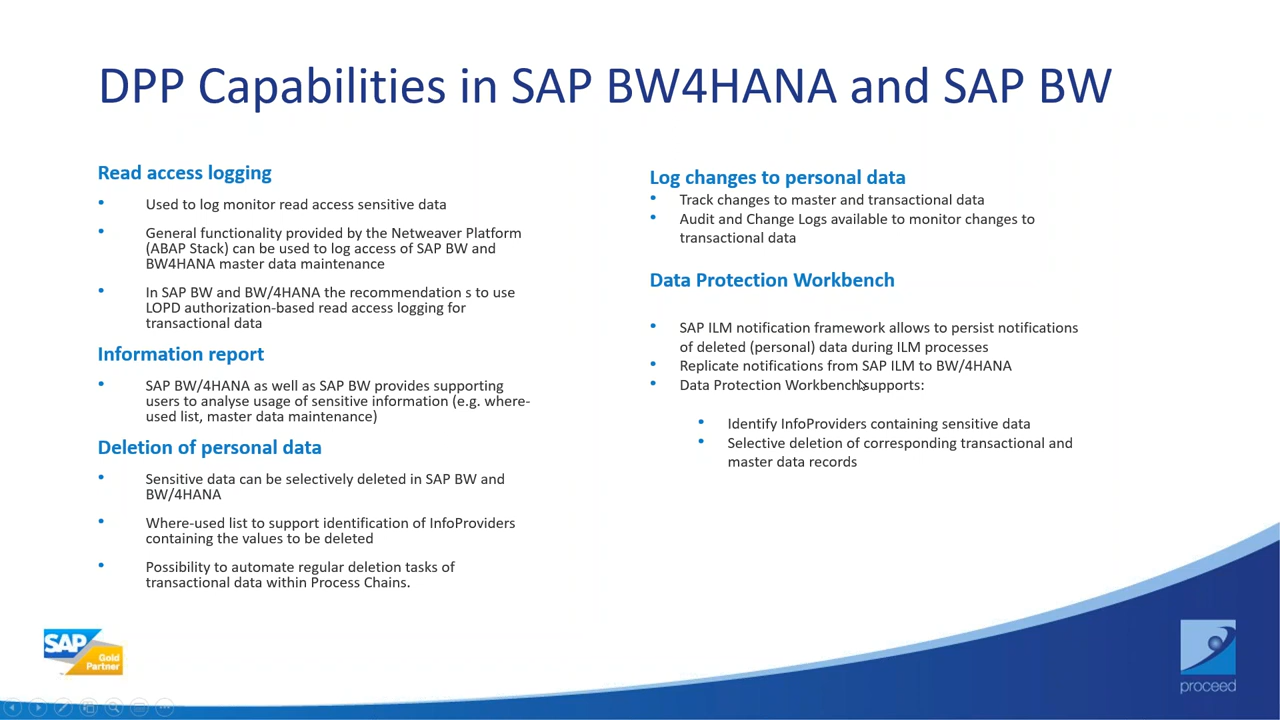 DPP Capabilities in SAP BW4HANA and SAP BW
Read access logging
• Used to log monitor read access sensitive data
• General functionality provided by the Netweaver Platform
(ABAP Stack) can be used to log access of SAP BW and
BW4HANA master data maintenance
• In SAP BW and BW/4HANA the recommendation s to use
LOPD authorization-based read access logging for
transactional data
Information report
• SAP BW/4HANA as well as SAP BW provides supporting
users to analyse usage of sensitive information (e.g. where-
used list, master data maintenance)
Deletion of personal data
• Sensitive data can be selectively deleted in SAP BW and
BW/4HANA
• Where-used list to support identification of InfoProviders
containing the values to be deleted
• Possibility to automate regular deletion tasks of
transactional data within Process Chains.
Log changes to personal data
• Track changes to master and transactional data
• Audit and Change Logs available to monitor changes to
transactional data
Data Protection Workbench
• SAP ILM notification framework allows to persist notifications
of deleted (personal) data during ILM processes
• Replicate notifications from SAP ILM to BW/4HANA
• Data Protection Workbench supports:
• Identify InfoProviders containing sensitive data
• Selective deletion of corresponding transactional and
master data records
SAP
Gold
Partner
proceed